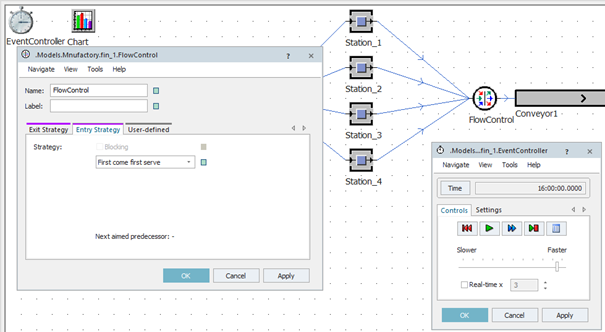 EventController Chart
.Models.Mnufactory.fin_1.FlowControl ? ×
Navigate View Tools Help
Name: FlowControl
Label:
Exit Strategy Entry Strategy User-defined
Strategy: Blocking
First come first serve
Next aimed predecessor: -
OK Cancel Apply
Station_1
Station_2
Station_3
Station_4
FlowControl
Conveyor1
.Models...fin_1.EventController ? ×
Navigate View Tools Help
Time 16:00:00.0000
Controls Settings
Slower Faster
Real-time x 3
OK Cancel Apply